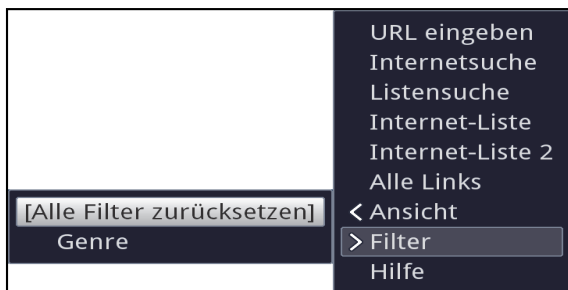 URL eingeben
Internetsuche
Listensuche
Internet-Liste
Internet-Liste 2
Alle Links
< Ansicht
> Filter
Hilfe
[Alle Filter zurücksetzen]
Genre